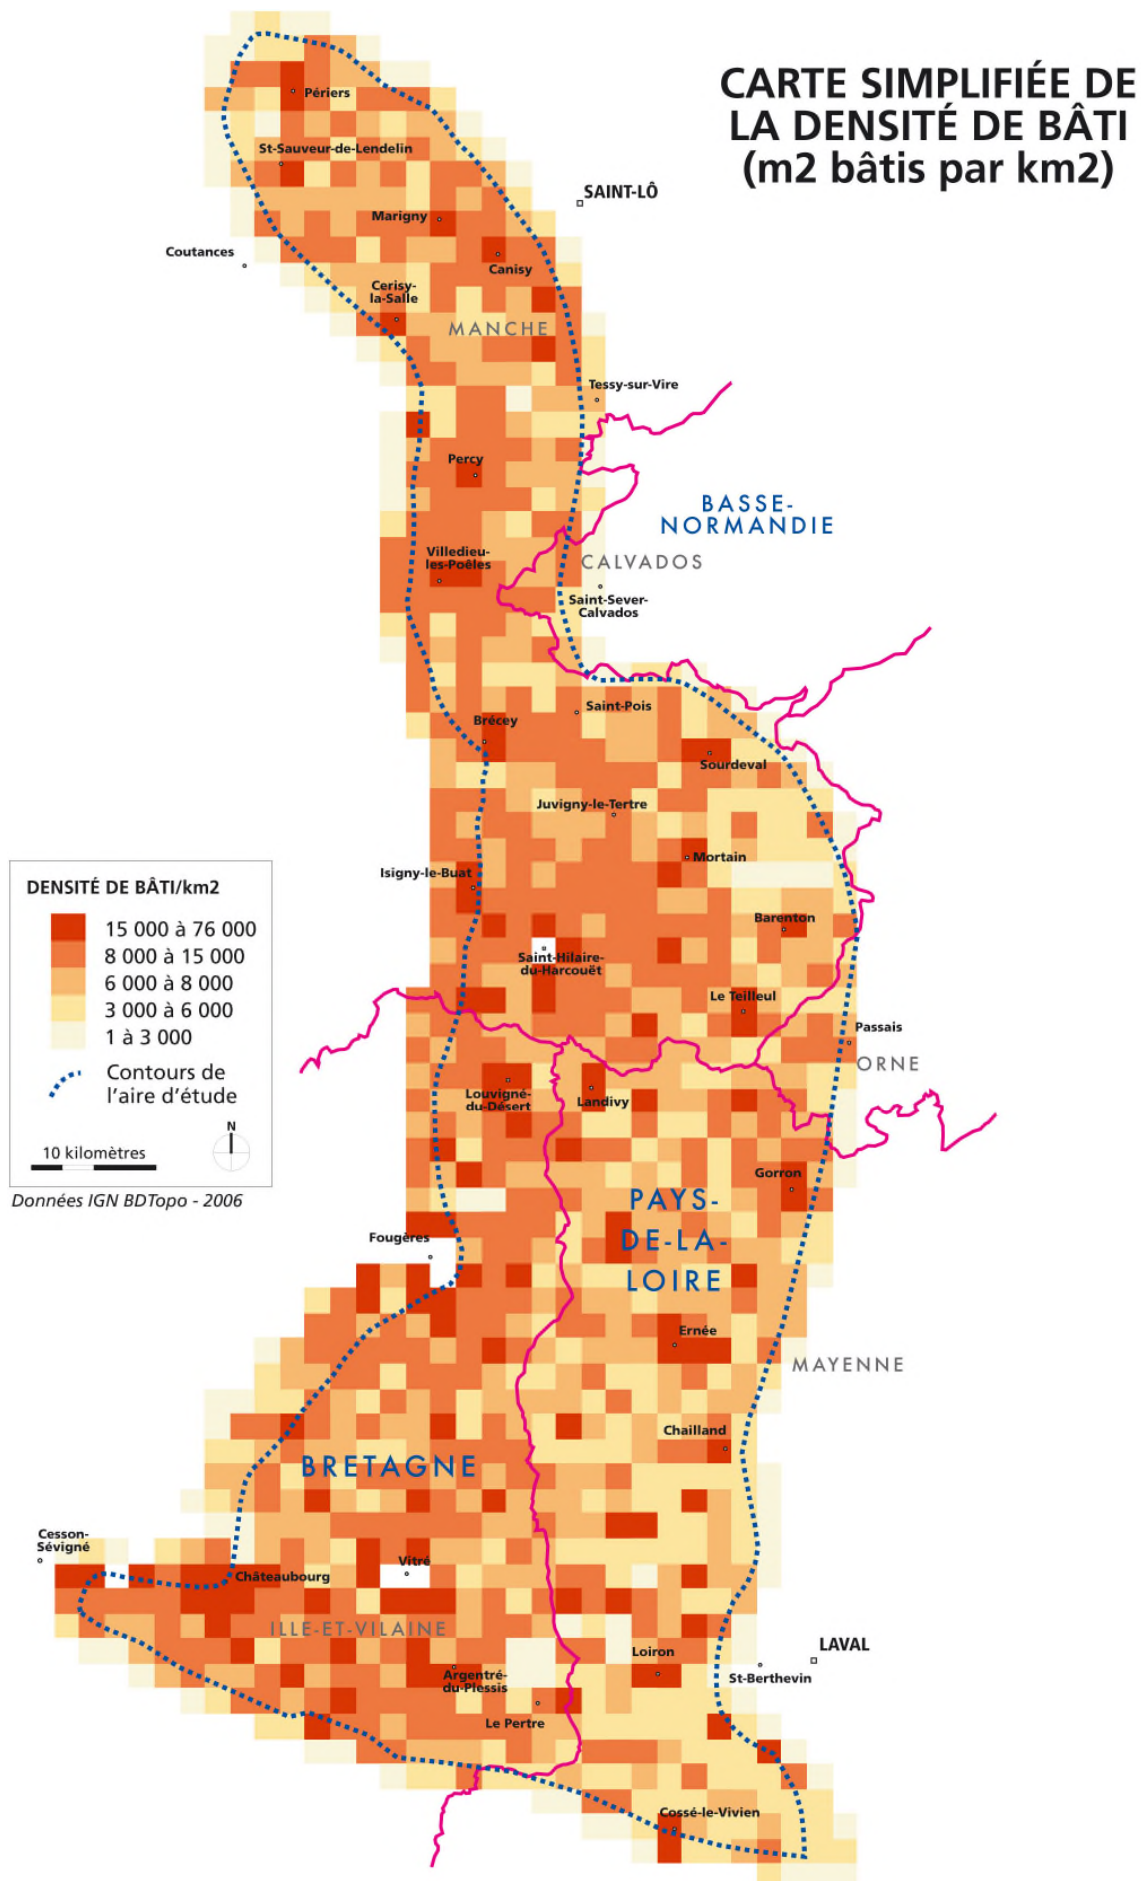 CARTE SIMPLIFIÉE DE
LA DENSITÉ DE BÂTI
(m2 bâtis par km2)
Périers
St-Sauveur-de-Lendelin
SAINT-LÔ
Marigny
Coutances
Canisy
Cerisy-
la-Salle
MANCHE
Tessy-sur-Vire
Percy
BASSE-
NORMANDIE
Villedieu-
les-Poêles
CALVADOS
Saint-Sever-
Calvados
Saint-Pois
Brécey
Sourdeval
Juvigny-le-Tertre
Mortain
Isigny-le-Buat
DENSITÉ DE BÂTI/km2
15 000 à 76 000
8 000 à 15 000
6 000 à 8 000
3 000 à 6 000
1 à 3 000
Contours de
l'aire d'étude
N
10 kilomètres
Données IGN BDTopo - 2006
Barenton
Saint-Hilaire-
du-Harcouët
Le Teilleul
Passais
ORNE
Louvigné-
du-Désert
Landivy
Gorron
PAYS-
DE-LA-
LOIRE
Fougères
Ernée
MAYENNE
Chailland
BRETAGNE
Cesson-
Sévigné
Vitré
Châteaubourg
ILLE-ET-VILAINE
LAVAL
Loiron
St-Berthevin
Argentré-
du-Plessis
Le Pertre
Cossé-le-Vivien